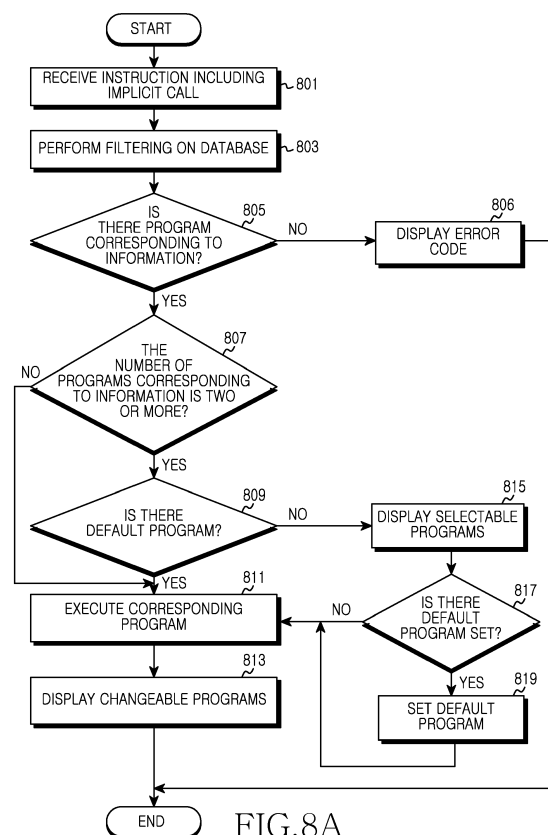 START
RECEIVE INSTRUCTION INCLUDING
IMPLICIT CALL
801
PERFORM FILTERING ON DATABASE
803
IS
THERE PROGRAM
CORRESPONDING TO
INFORMATION?
805
NO
DISPLAY ERROR
CODE
806
YES
THE
NUMBER OF
PROGRAMS CORRESPONDING
TO INFORMATION IS TWO
OR MORE?
807
NO
YES
IS THERE
DEFAULT PROGRAM?
809
NO
DISPLAY SELECTABLE
PROGRAMS
815
YES
EXECUTE CORRESPONDING
PROGRAM
811
NO
IS THERE
DEFAULT
PROGRAM SET?
817
YES
DISPLAY CHANGEABLE PROGRAMS
813
SET DEFAULT
PROGRAM
819
END
FIG.8A